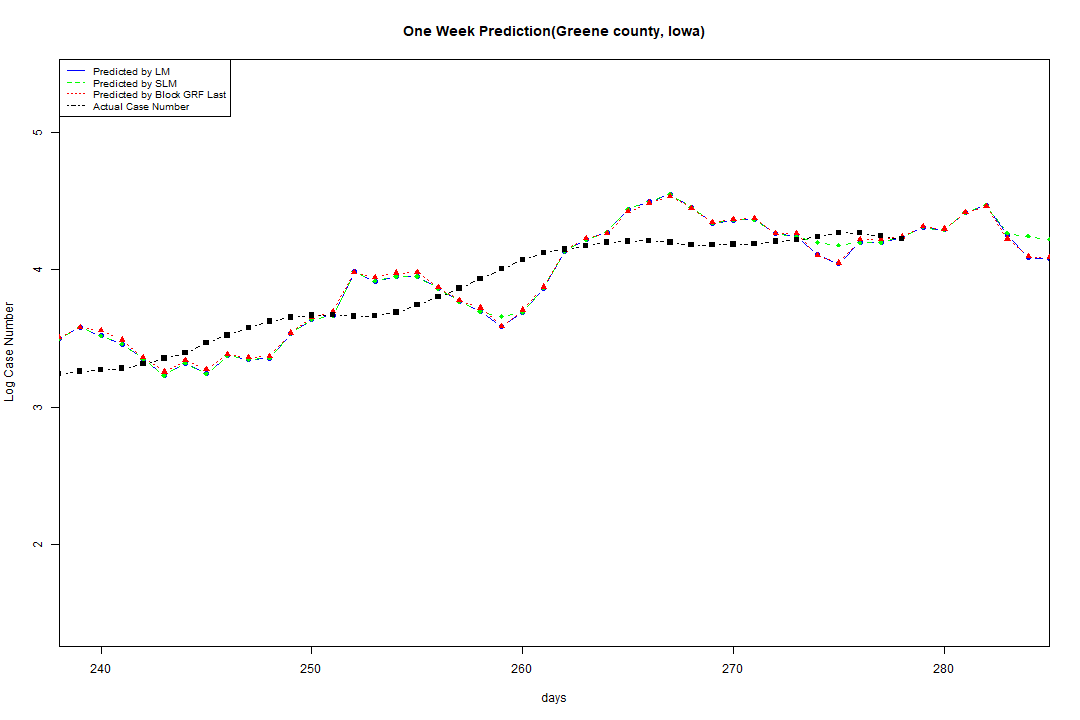 One Week Prediction(Greene county, Iowa)
Predicted by LM
Predicted by SLM
Predicted by Block GRF Last
Actual Case Number
5
4
3
2
Log Case Number
240 250 260 270 280
days